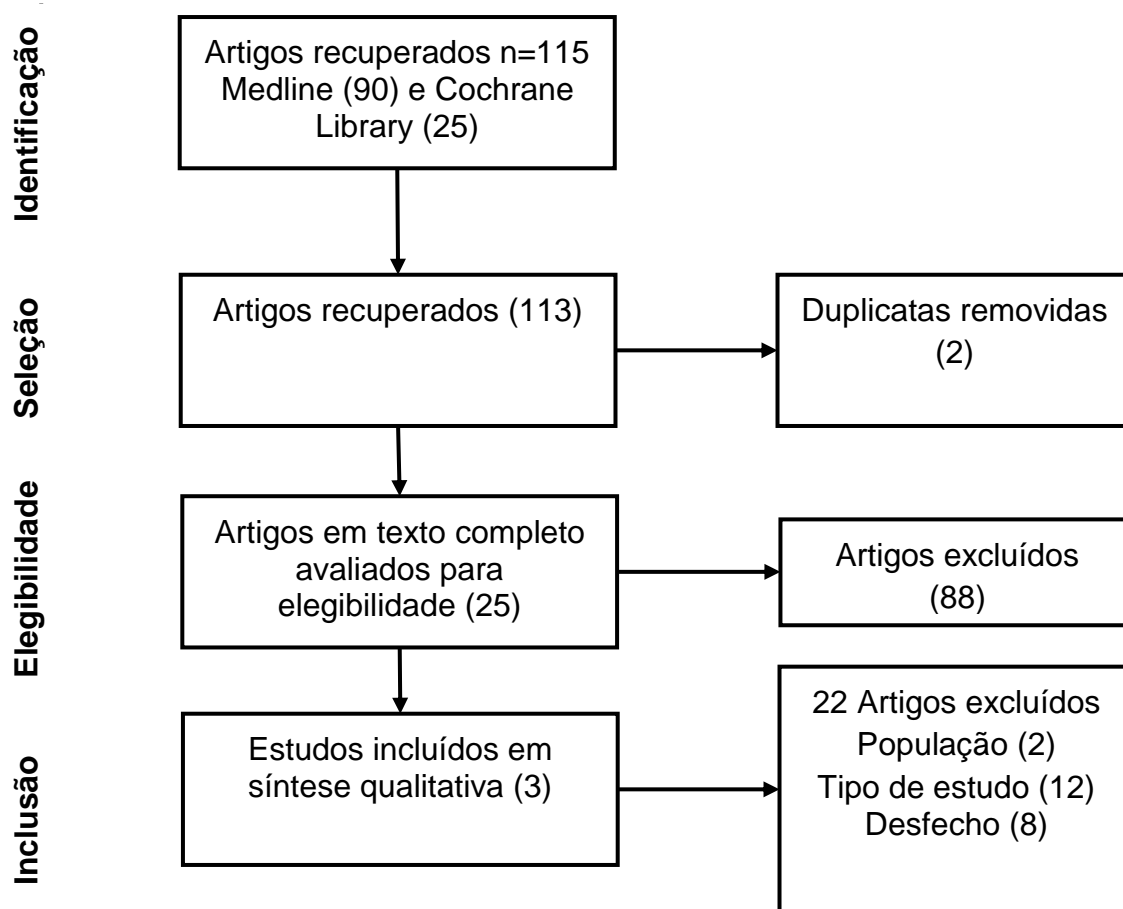 Identificação
Artigos recuperados n=115
Medline (90) e Cochrane
Library (25)
Seleção
Artigos recuperados (113)
Duplicatas removidas
(2)
Elegibilidade
Artigos em texto completo
avaliados para
elegibilidade (25)
Artigos excluídos
(88)
Inclusão
Estudos incluídos em
síntese qualitativa (3)
22 Artigos excluídos
População (2)
Tipo de estudo (12)
Desfecho (8)